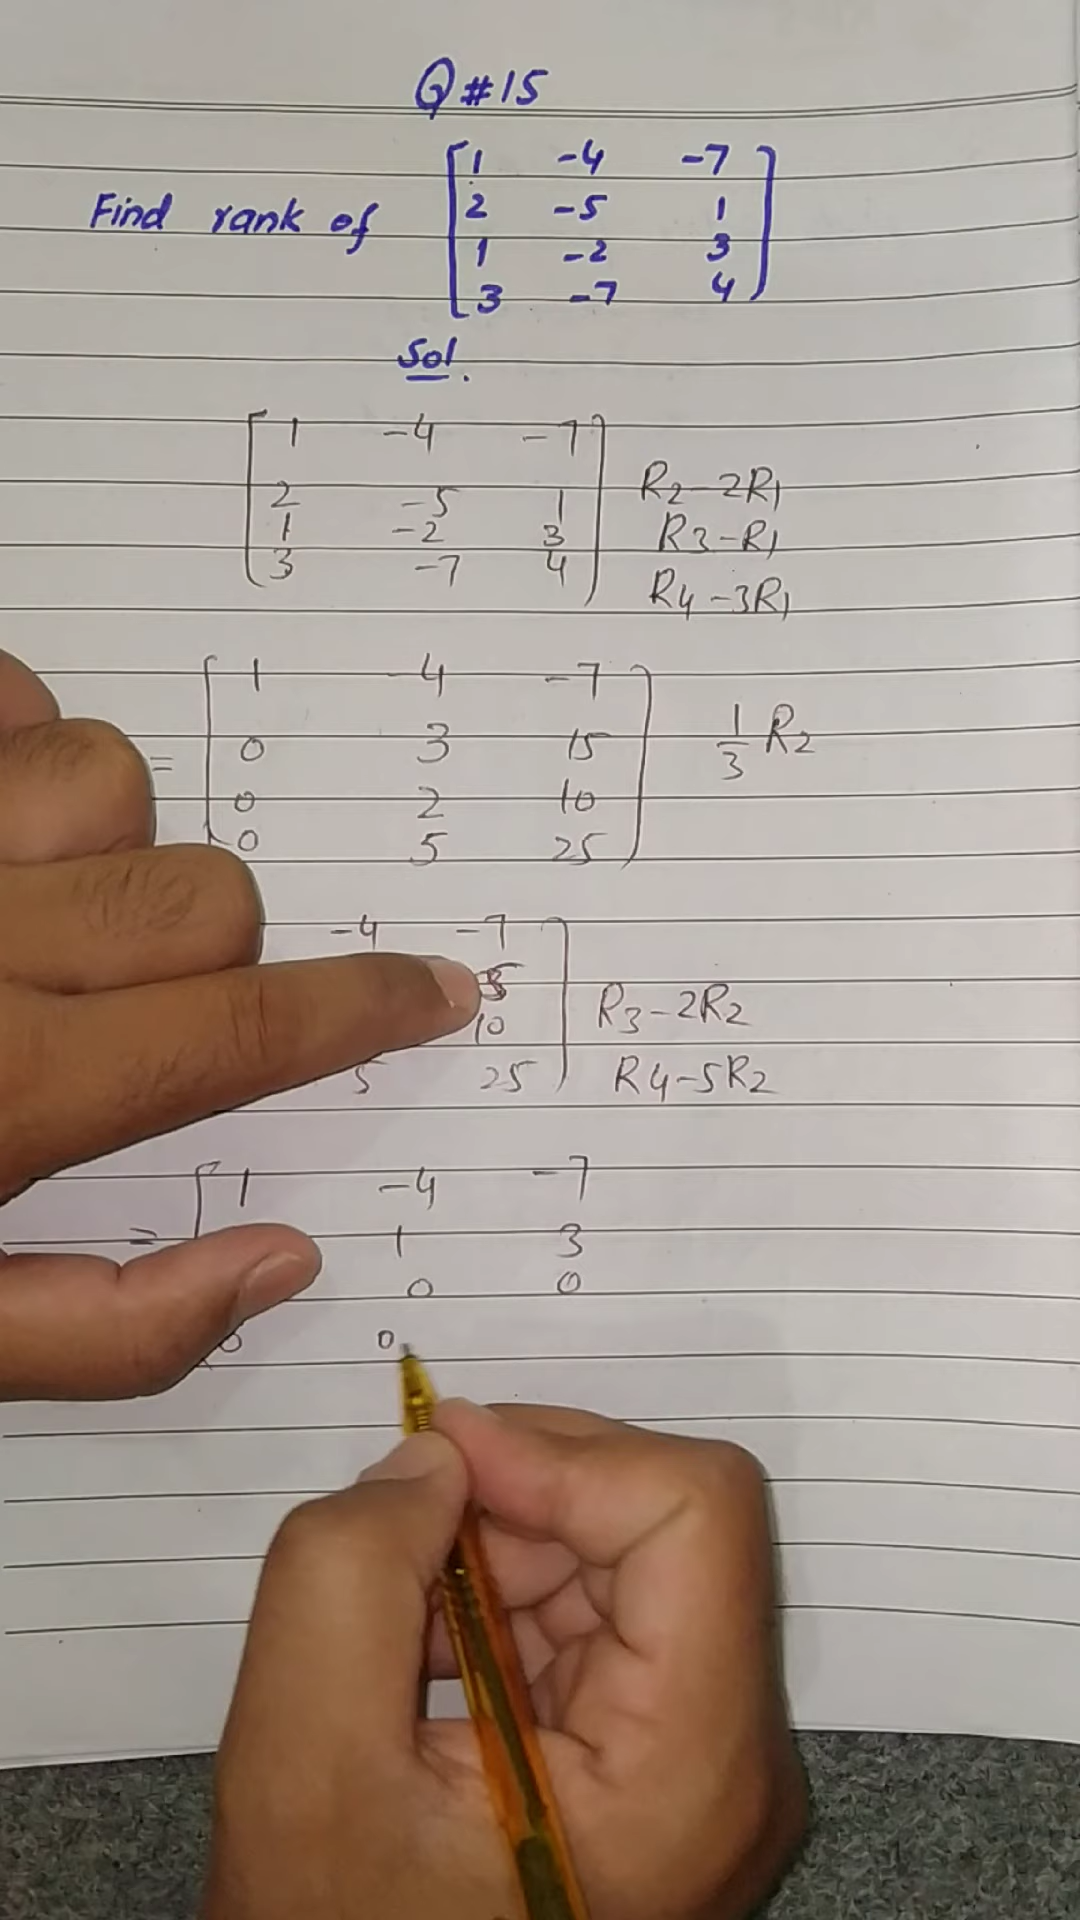 Q#15
Find rank of [1 -4 -7
2 -5 1
1 -2 3
3 -7 4]
Sol.
[1 -4 -7
2 -5 1] R2-2R1
1 -2 3 R3-R1
3 -7 4 R4-3R1
[1 -4 -7]
= 0 3 15 1/3 R2
0 2 10
0 5 25
-4 -7
10 R3-2R2
5 25 R4-5R2
= [1 -4 -7
1 3
0 0
0 0